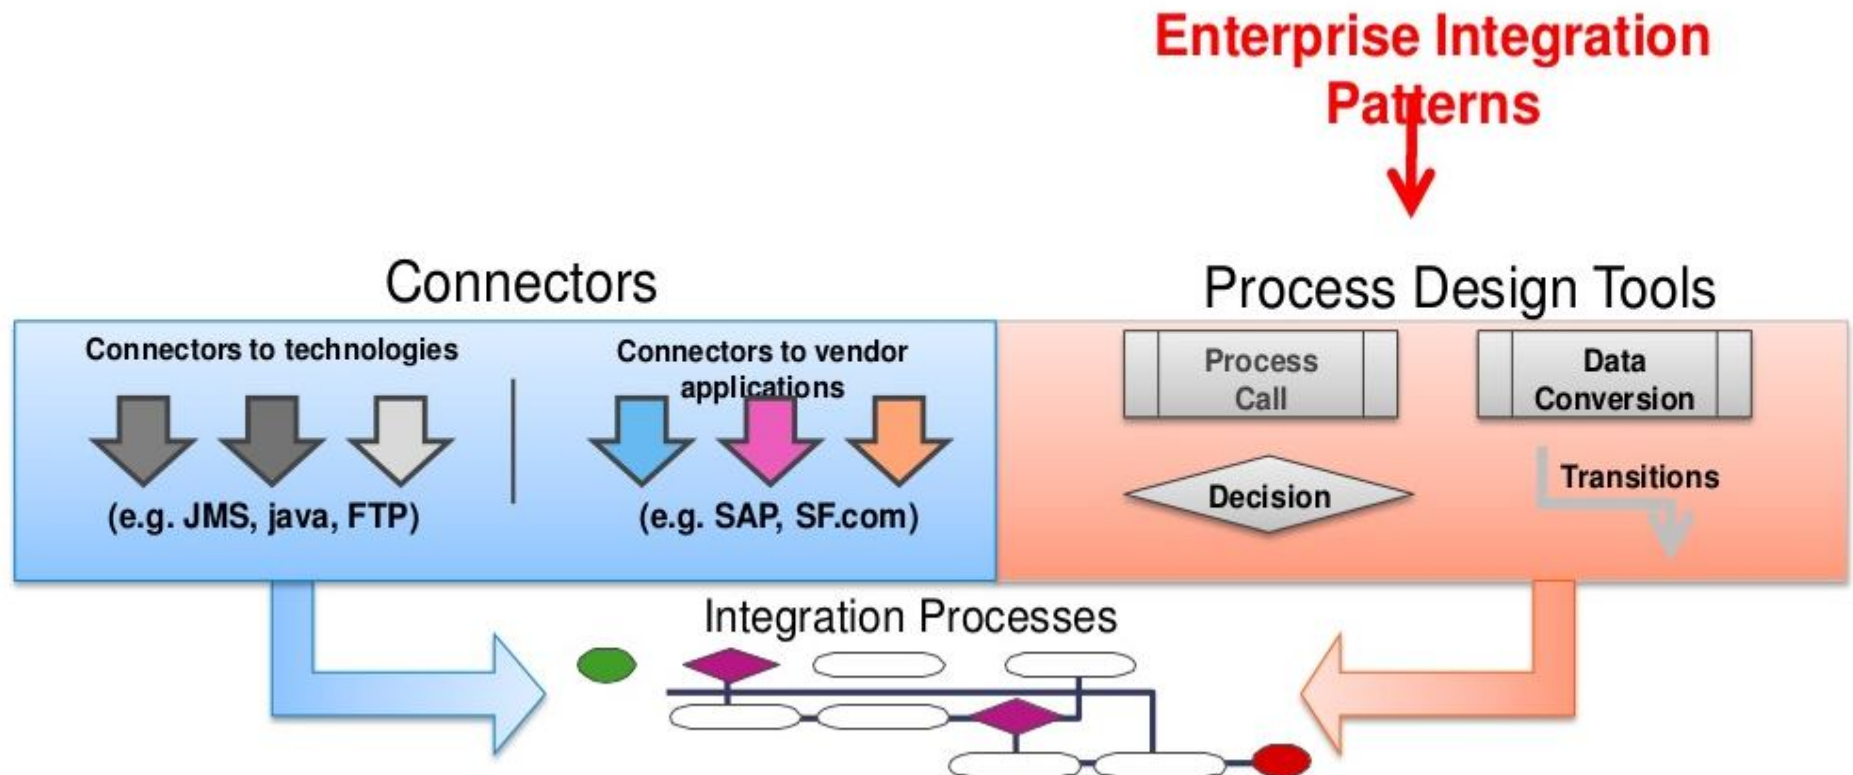 Enterprise Integration
Patterns
Connectors
Process Design Tools
Connectors to technologies
(e.g. JMS, java, FTP)
Connectors to vendor
applications
(e.g. SAP, SF.com)
Process
Call
Data
Conversion
Decision
Transitions
Integration Processes